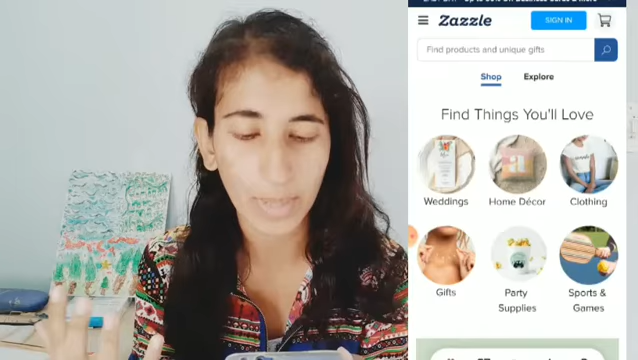 Zazzle
SIGN IN
Find products and unique gifts
Shop
Explore
Find Things You'll Love
Weddings
Home Décor
Clothing
Gifts
Party
Supplies
Sports &
Games